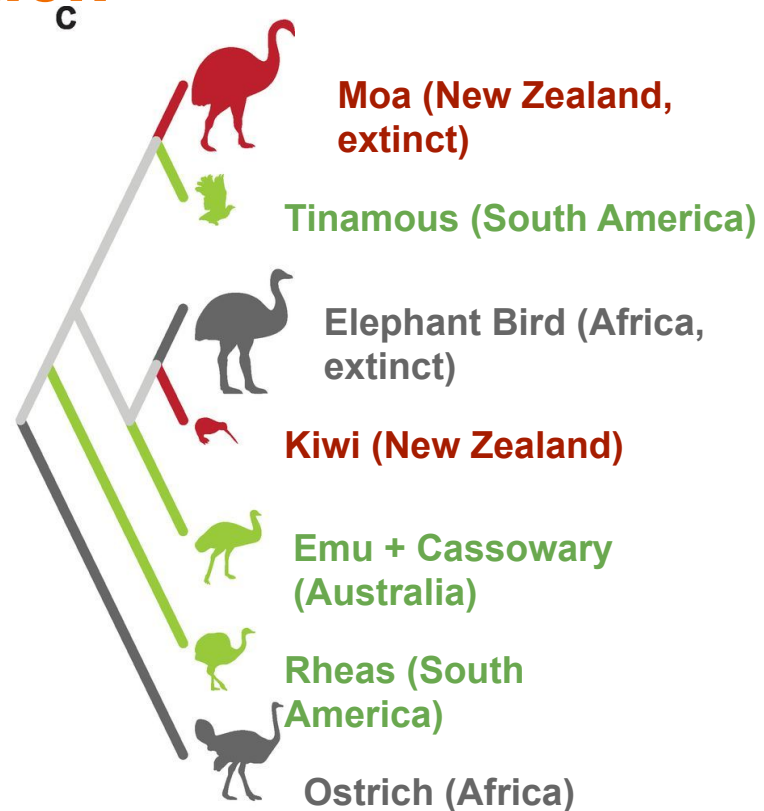 C
Moa (New Zealand,
extinct)
Tinamous (South America)
Elephant Bird (Africa,
extinct)
Kiwi (New Zealand)
Emu + Cassowary
(Australia)
Rheas (South
America)
Ostrich (Africa)